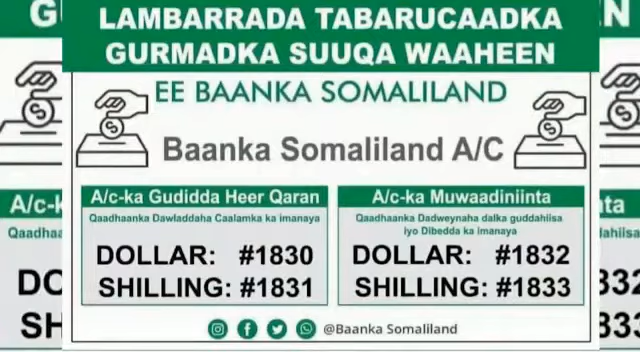 LAMBARRADA TABARUCAADKA
GURMADKA SUUQA WAAHEEN
EE BAANKA SOMALILAND
Baanka Somaliland A/C
A/c-ka Gudidda Heer Qaran
Qaadhaanka Dawladdaha Caalamka ka imanaya
DOLLAR: #1830
SHILLING: #1831
A/c-ka Muwaadiniinta
Qaadhaanka Dadweynaha dalka guddahiisa
iyo Dibedda ka imanaya
DOLLAR: #1832
SHILLING: #1833
@Baanka Somaliland